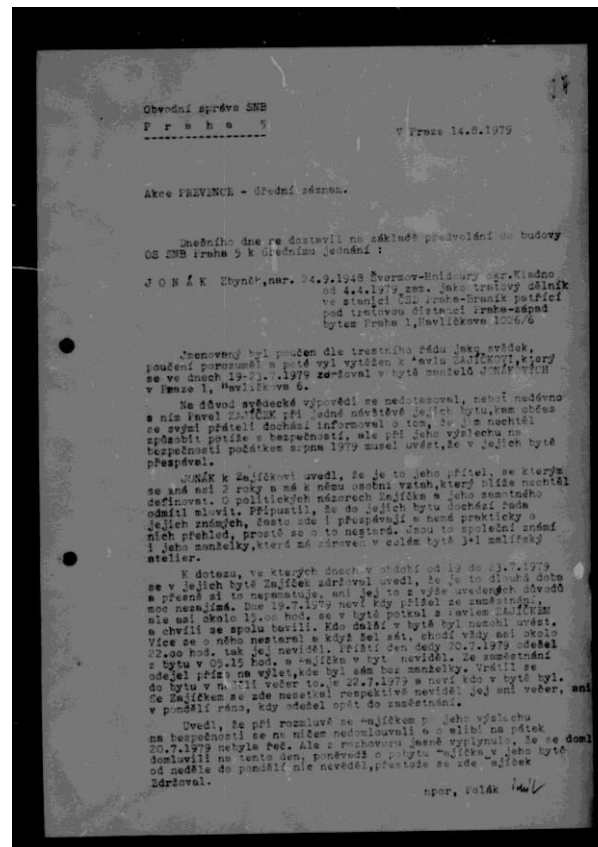 Obvodní správa SNB
P r a h a 5
V Praze 14.8.1979
Akce PREVENCE - úřední záznam.
Dnešního dne se dostavil na základě předvolání do budovy
OS SNB Praha 5 k úřednímu jednání :
J O N Á K Zbyněk,nar. 24.9.1948 Švermov-Hnidousy okr.Kladno
od 4.4.1979 zam. jako traťový dělník
ve stanici ČSD Praha-Braník patřící
pod traťovou distanci Praha-západ
bytem Praha 1,Havlíčkova 1026/6
Jmenovaný byl poučen dle trestního řádu jako svědek,
poučení porozuměl a poté vyl vytěžen k Pavlu ZAJÍČKOVI,který
se ve dnech 19-23.7.1979 zdržoval v bytě manželů JONÁKOVÝCH
v Praze 1, Havlíčkova 6.
Na důvod svědecké výpovědi se nedotazoval, neboť nedávno
s ním Pavel ZAJÍČEK při jedné návštěvě jejich bytu,kam občas
se svými přáteli dochází informoval o tom, že jim nechtěl
způsobit potíže s bezpečností, ale při jeho výslechu na
bezpečnosti počátkem srpna 1979 musel uvést,že v jejich bytě
přespával.
JONÁK k Zajíčkovi uvedl, že je to jeho přítel, se kterým
se zná asi 2 roky a má k němu osobní vztah,který blíže nechtěl
definovat. O politických názorech Zajíčka a jeho samotného
odmítl mluvit. Připustil, že do jejich bytu dochází řada
jejich známých, často zde i přespávají a nemá prakticky o
nich přehled, prostě se o to nestará. Jsou to společní známí
i jeho manželky,která má zároveň v celém bytě 3+1 malířský
atelier.
K dotazu, ve kterých dnech v období od 19 do 23.7.1979
se v jejich bytě Zajíček zdržoval uvedl, že je to dlouhá doba
a přesně si to nepamatuje, ani jej to z výše uvedených důvodů
moc nezajímá. Dne 19.7.1979 neví kdy přišel ze zaměstnání,
ale asi okolo 15.oo hod. se v bytě potkal s Pavlem ZAJÍČKEM
a chvíli se spolu bavili. Kdo další v bytě byl nemohl uvést.
Více se o něho nestaral a když šel sát, chodí vždy asi okolo
22.oo hod. tak jej neviděl. Příští den dedy 20.7.1979 odešel
z bytu v 05.15 hod. a Zajíčka v bytě neviděl. Ze zaměstnání
odejel přímo na výlet,kde byl sám bez manželky. Vrátil se
do bytu v neděli večer to.je 22.7.1979 a neví kdo v bytě byl.
Se Zajíčkem se zde nesetkal respektivě neviděl jej ani večer, ani
v pondělí ráno, kdy odešel opět do zaměstnání.
Uvedl, že při rozmluvě se Zajíčkem po jeho výslechu
na bezpečnosti se na ničem nedomlouvali a o alibi na pátek
20.7.1979 nebyla řeč. Ale z rozhovoru jasně vyplynulo, že se doml
domluvili na tento den, poněvadž o pobytu Zajíčka v jeho bytě
od neděle do pondělí nic nevěděl,přestože se zde Zajíček
Zdržoval.
npor, Polák